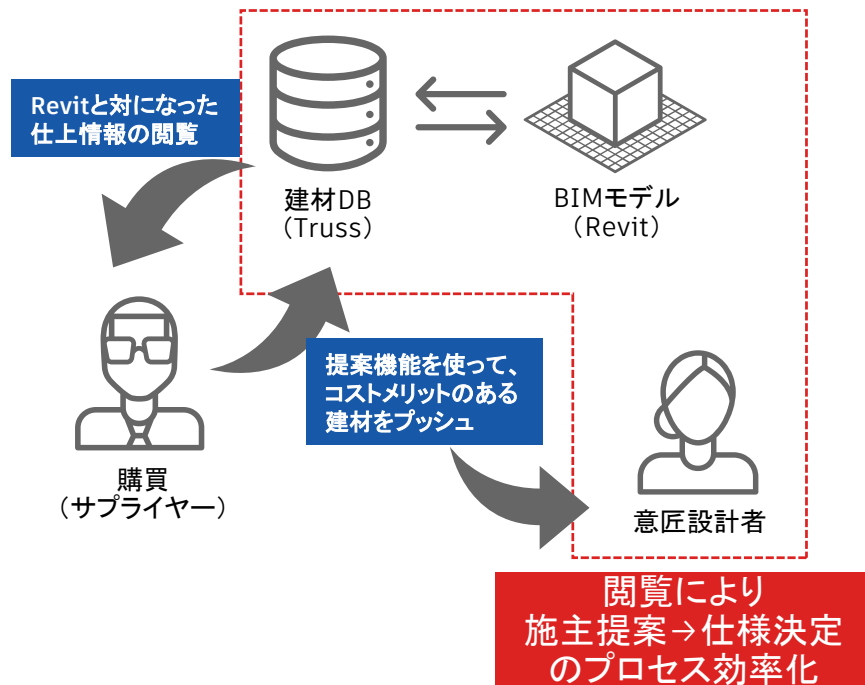 Revitと対になった
仕上情報の閲覧
建材DB
(Truss)
BIMモデル
(Revit)
提案機能を使って、
コストメリットのある
建材をプッシュ
購買
(サプライヤー)
意匠設計者
閲覧により
施主提案→仕様決定
のプロセス効率化